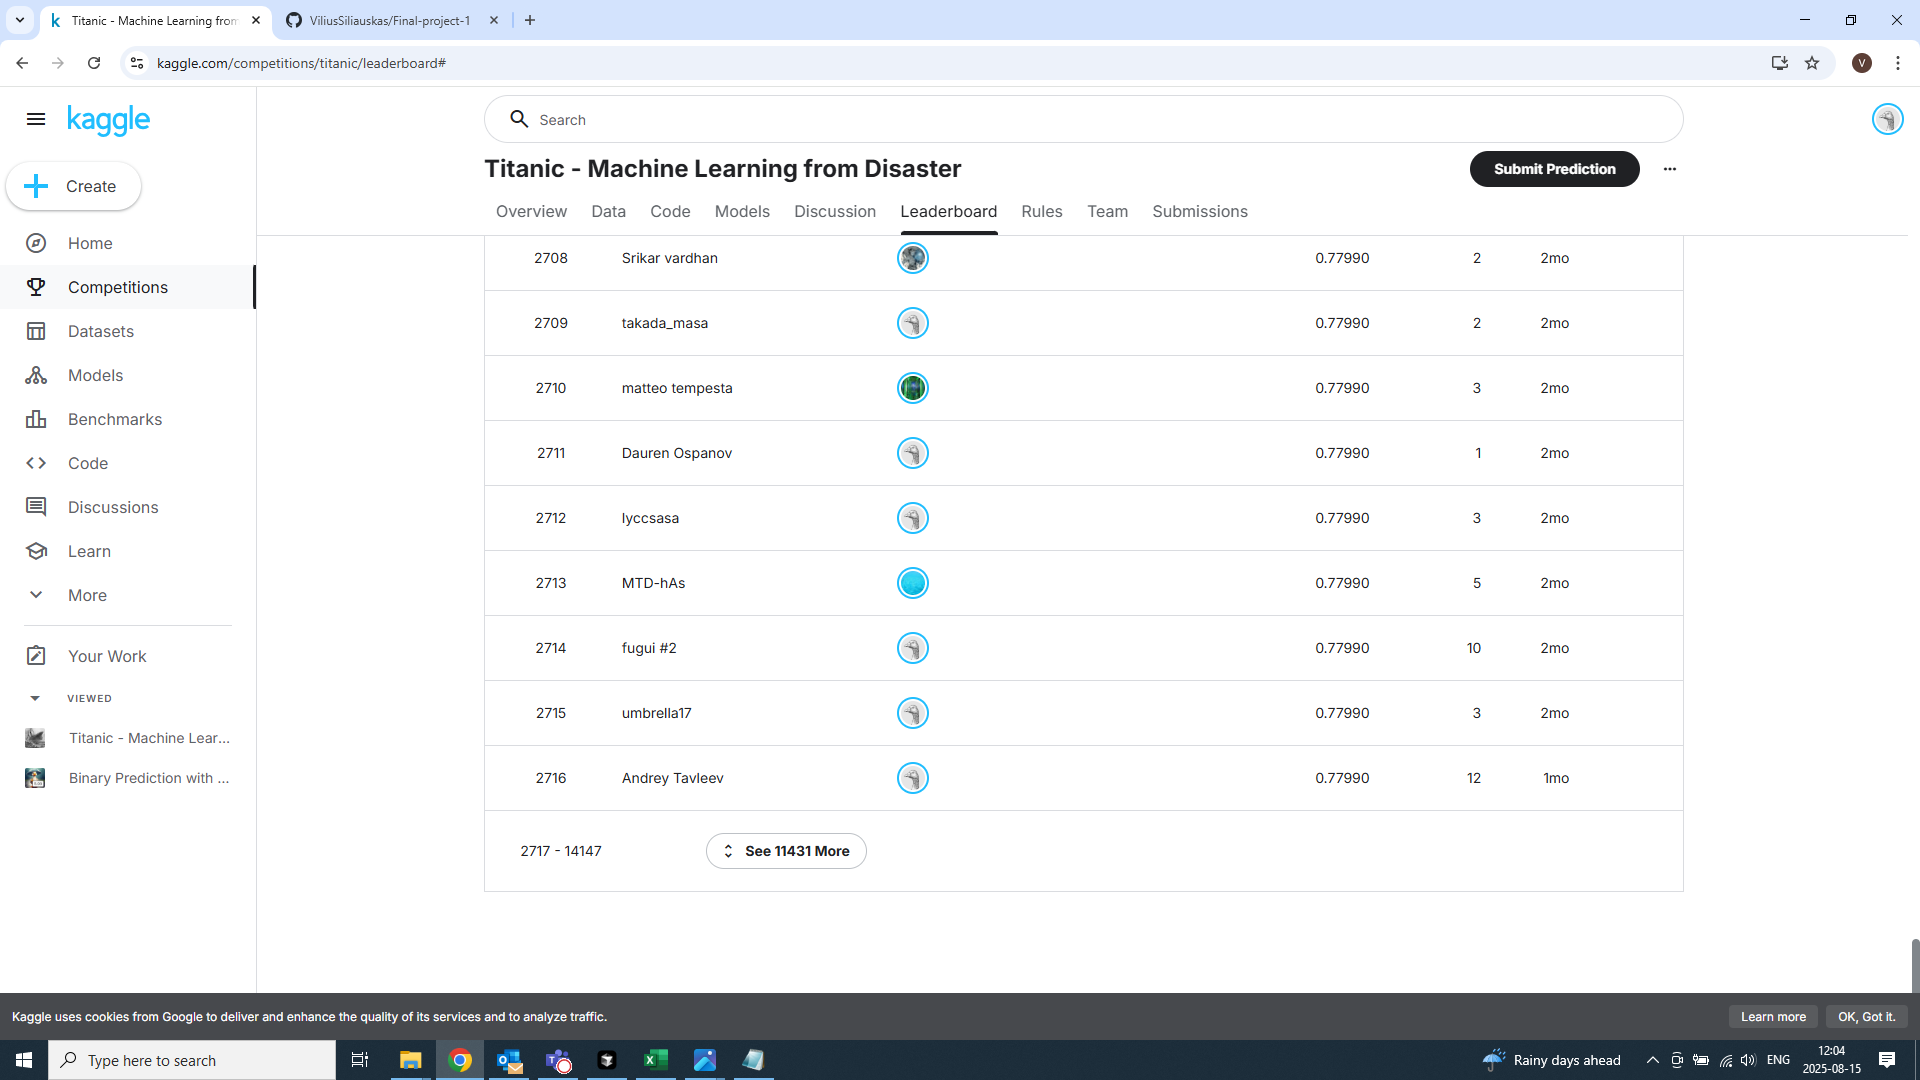 Titanic - Machine Learning from
ViliusSiliauskas/Final-project-1
kaggle.com/competitions/titanic/leaderboard#
V
kaggle
Search
Titanic - Machine Learning from Disaster
Submit Prediction
Create
Overview Data Code Models Discussion Leaderboard Rules Team Submissions
Home
Competitions
Datasets
Models
Benchmarks
Code
Discussions
Learn
More
Your Work
VIEWED
Titanic - Machine Lear...
Binary Prediction with ...
2708 Srikar vardhan 0.77990 2 2mo
2709 takada_masa 0.77990 2 2mo
2710 matteo tempesta 0.77990 3 2mo
2711 Dauren Ospanov 0.77990 1 2mo
2712 lyccsasa 0.77990 3 2mo
2713 MTD-hAs 0.77990 5 2mo
2714 fugui #2 0.77990 10 2mo
2715 umbrella17 0.77990 3 2mo
2716 Andrey Tavleev 0.77990 12 1mo
2717 - 14147 See 11431 More
Kaggle uses cookies from Google to deliver and enhance the quality of its services and to analyze traffic.
Learn more
OK, Got it.
Type here to search
Rainy days ahead
ENG
12:04
2025-08-15